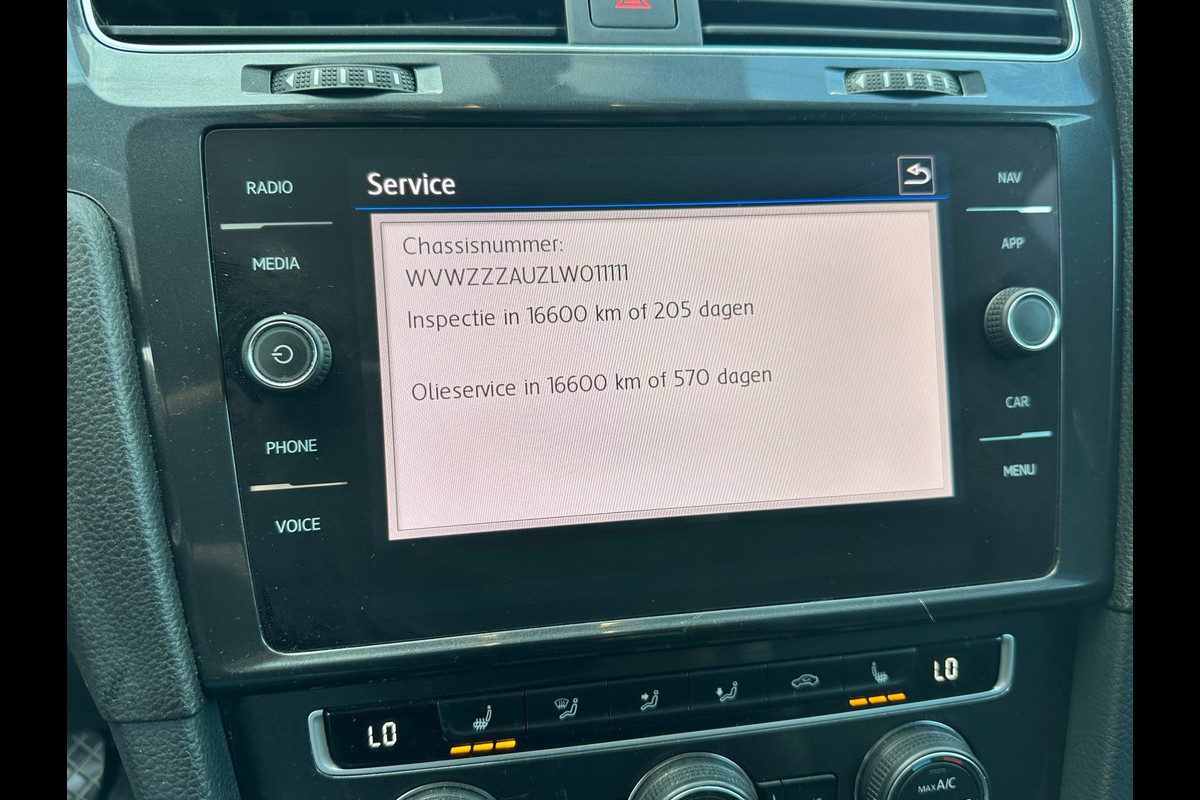 RADIO
MEDIA
PHONE
VOICE
Service
Chassisnummer:
WVWZZZAUZLW011111
Inspectie in 16600 km of 205 dagen
Olieservice in 16600 km of 570 dagen
NAV
APP
CAR
MENU
LO
LO
MAX A/C